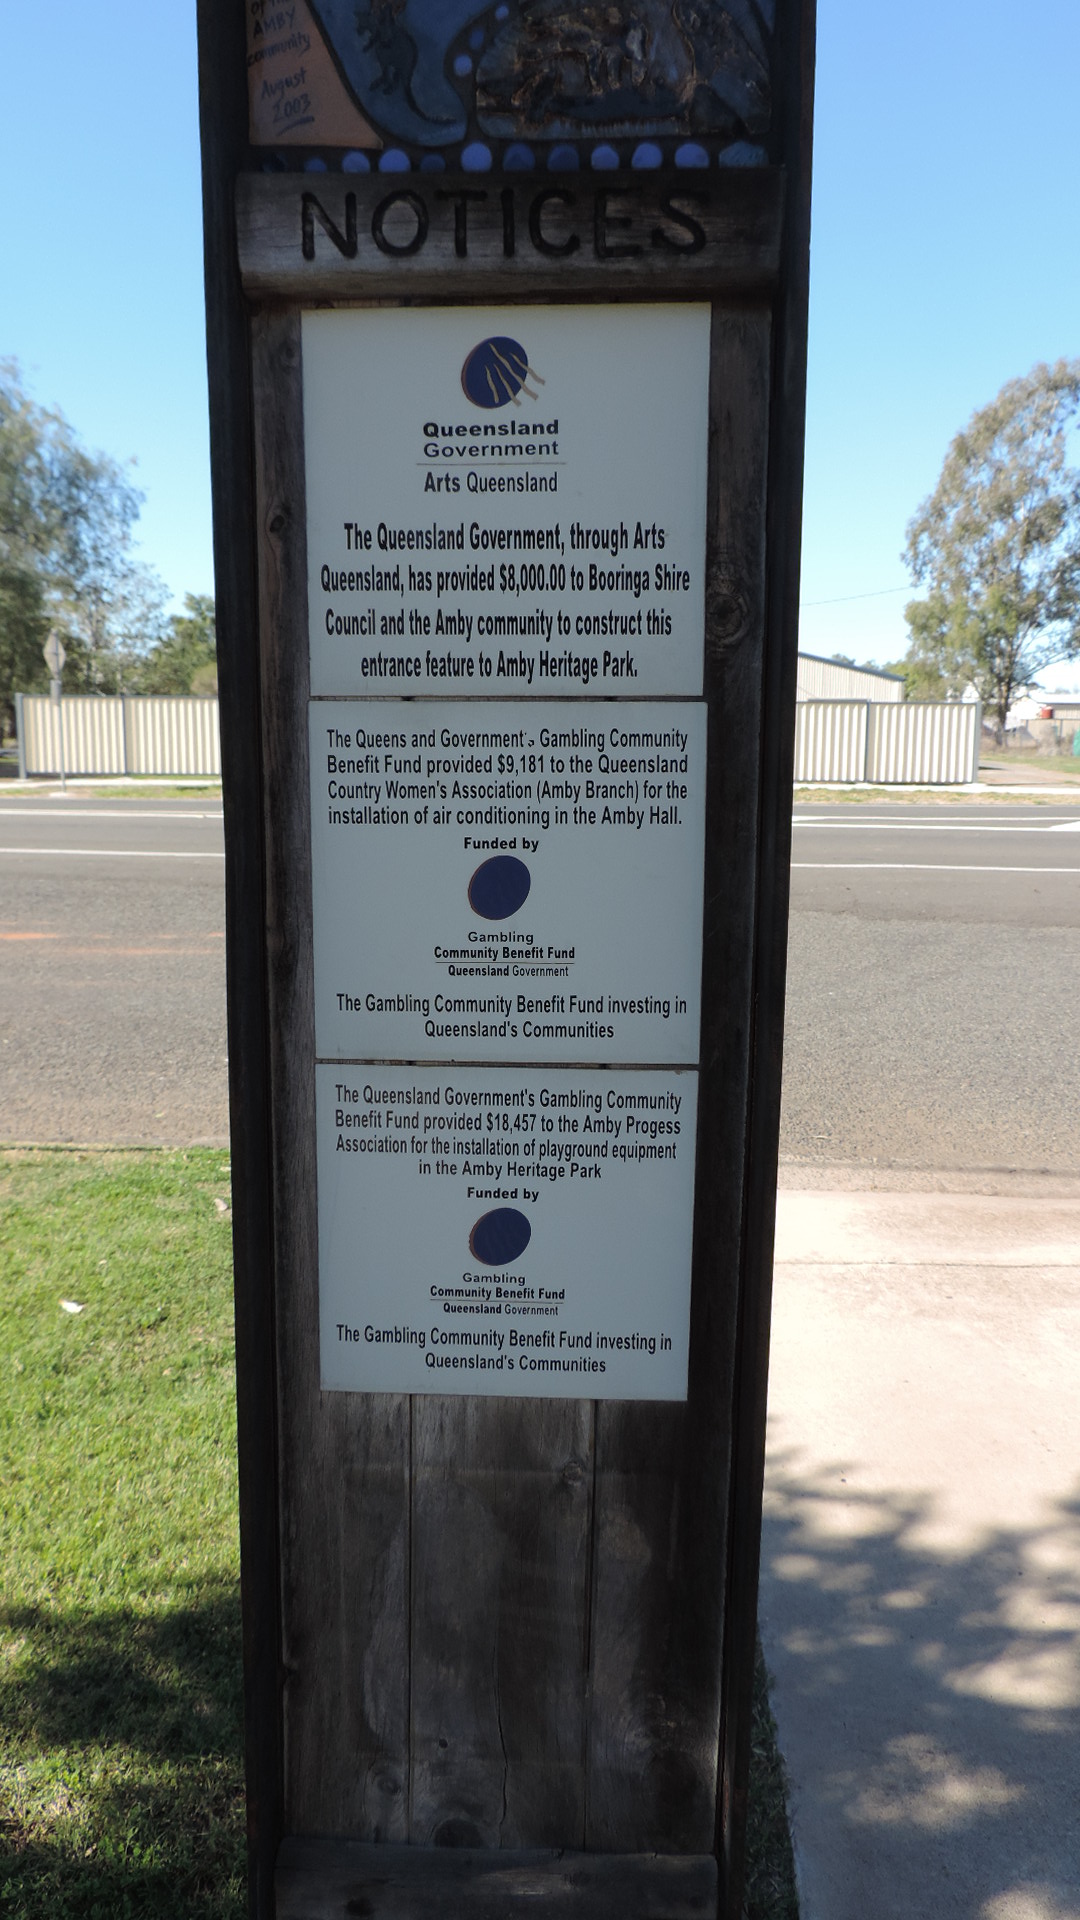 of the
AMBY
community
August
2003
NOTICES
Queensland
Government
Arts Queensland
The Queensland Government, through Arts
Queensland, has provided $8,000.00 to Booringa Shire
Council and the Amby community to construct this
entrance feature to Amby Heritage Park.
The Queens and Government's Gambling Community
Benefit Fund provided $9,181 to the Queensland
Country Women's Association (Amby Branch) for the
installation of air conditioning in the Amby Hall.
Funded by
Gambling
Community Benefit Fund
Queensland Government
The Gambling Community Benefit Fund investing in
Queensland's Communities
The Queensland Government's Gambling Community
Benefit Fund provided $18,457 to the Amby Progess
Association for the installation of playground equipment
in the Amby Heritage Park
Funded by
Gambling
Community Benefit Fund
Queensland Government
The Gambling Community Benefit Fund investing in
Queensland's Communities